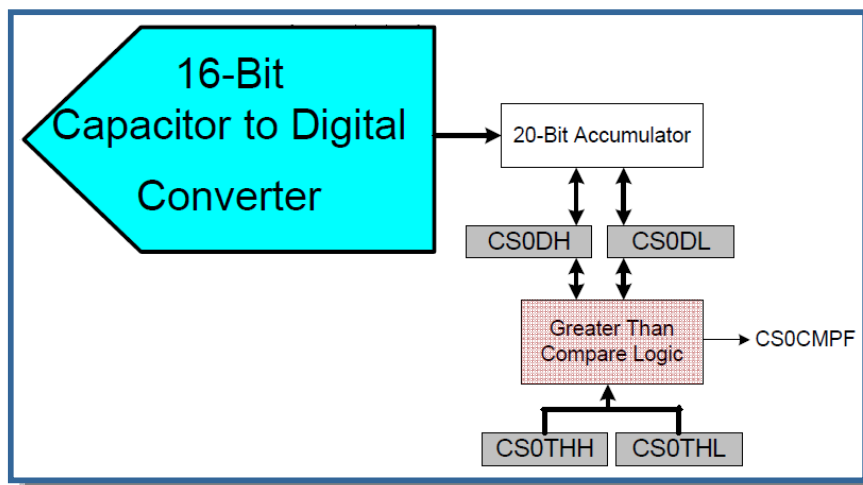 16-Bit
Capacitor to Digital
Converter
20-Bit Accumulator
CS0DH
CS0DL
Greater Than
Compare Logic
CS0CMPF
CS0THH
CS0THL